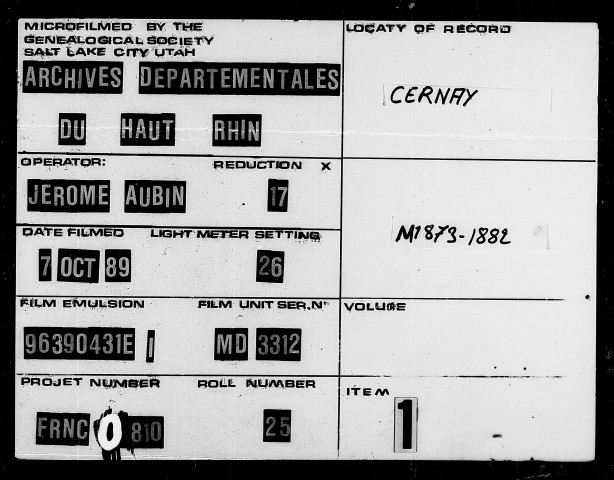 MICROFILMED BY THE
GENEALOGICAL SOCIETY
SALT LAKE CITY UTAH
ARCHIVES DEPARTEMENTALES
DU HAUT RHIN
OPERATOR: REDUCTION X
JEROME AUBIN 17
DATE FILMED LIGHT METER SETTING
7 OCT 89 26
FILM EMULSION FILM UNIT SER.N°
96390431E 1 MD 3312
PROJET NUMBER ROLL NUMBER
FRNC 0 810 25
LOCATY OF RECORD
CERNAY
M1873-1882
VOLUME
ITEM
1